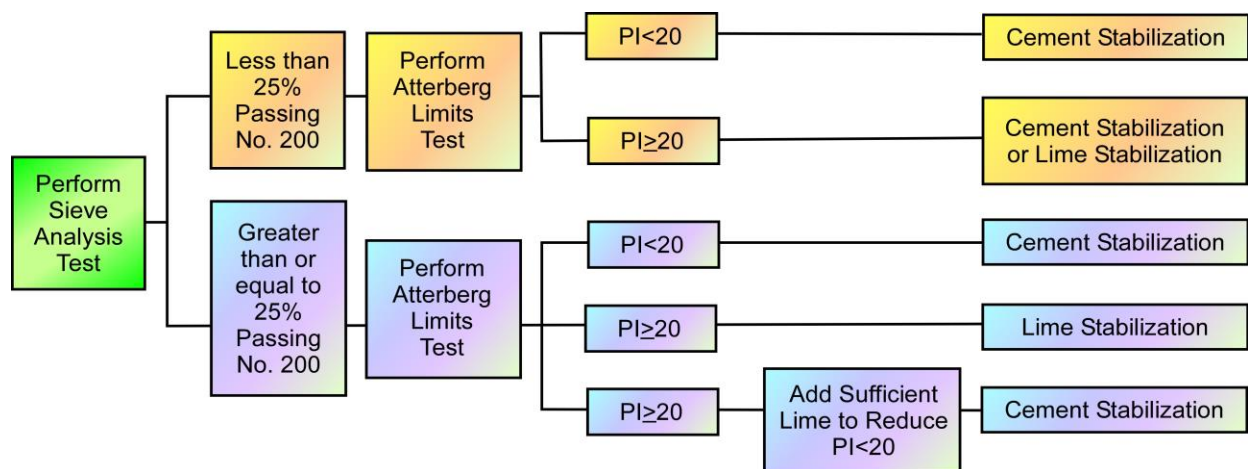 Perform
Sieve
Analysis
Test
Less than
25%
Passing
No. 200
Perform
Atterberg
Limits
Test
PI<20
Cement Stabilization
PI≥20
Cement Stabilization
or Lime Stabilization
Greater
than or
equal to
25%
Passing
No. 200
Perform
Atterberg
Limits
Test
PI<20
Cement Stabilization
PI≥20
Lime Stabilization
PI≥20
Add Sufficient
Lime to Reduce
PI<20
Cement Stabilization